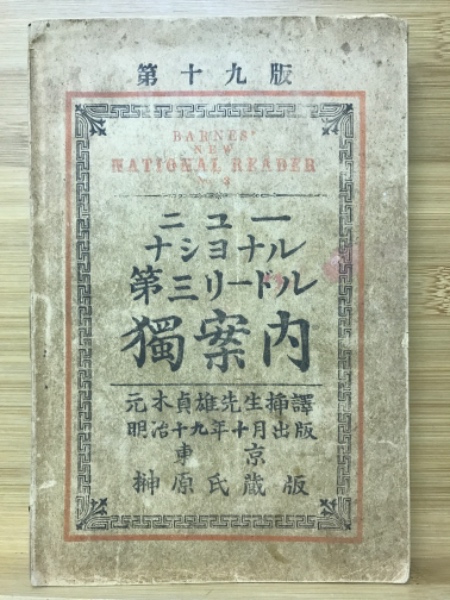 第十九版
BARNES'
NEW
NATIONAL READER
3
ニユー
ナシヨナル
第三リードル
獨案内
元木貞雄先生挿譯
明治十九年十月出版
東京
榊原氏蔵版